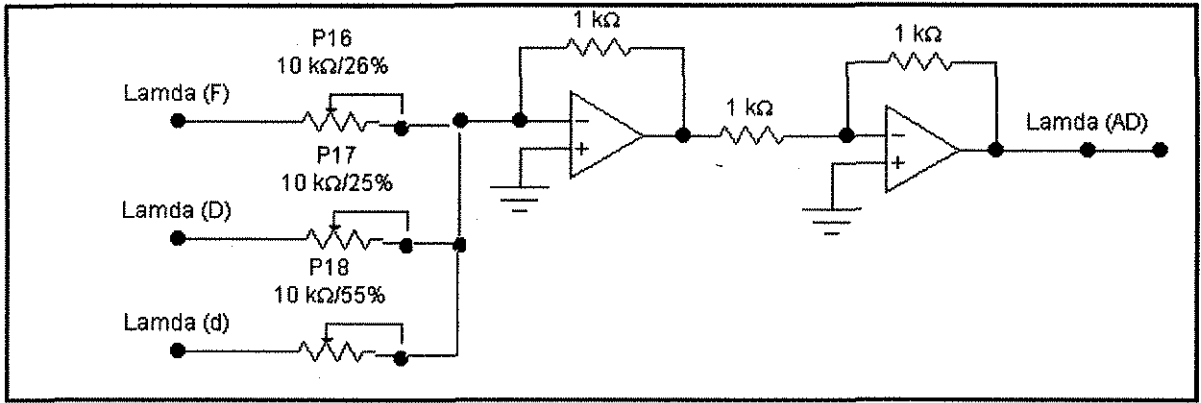 P16
10 kΩ/26%
Lamda (F)
P17
10 kΩ/25%
Lamda (D)
P18
10 kΩ/55%
Lamda (d)
1 kΩ
−
+
1 kΩ
1 kΩ
−
+
Lamda (AD)